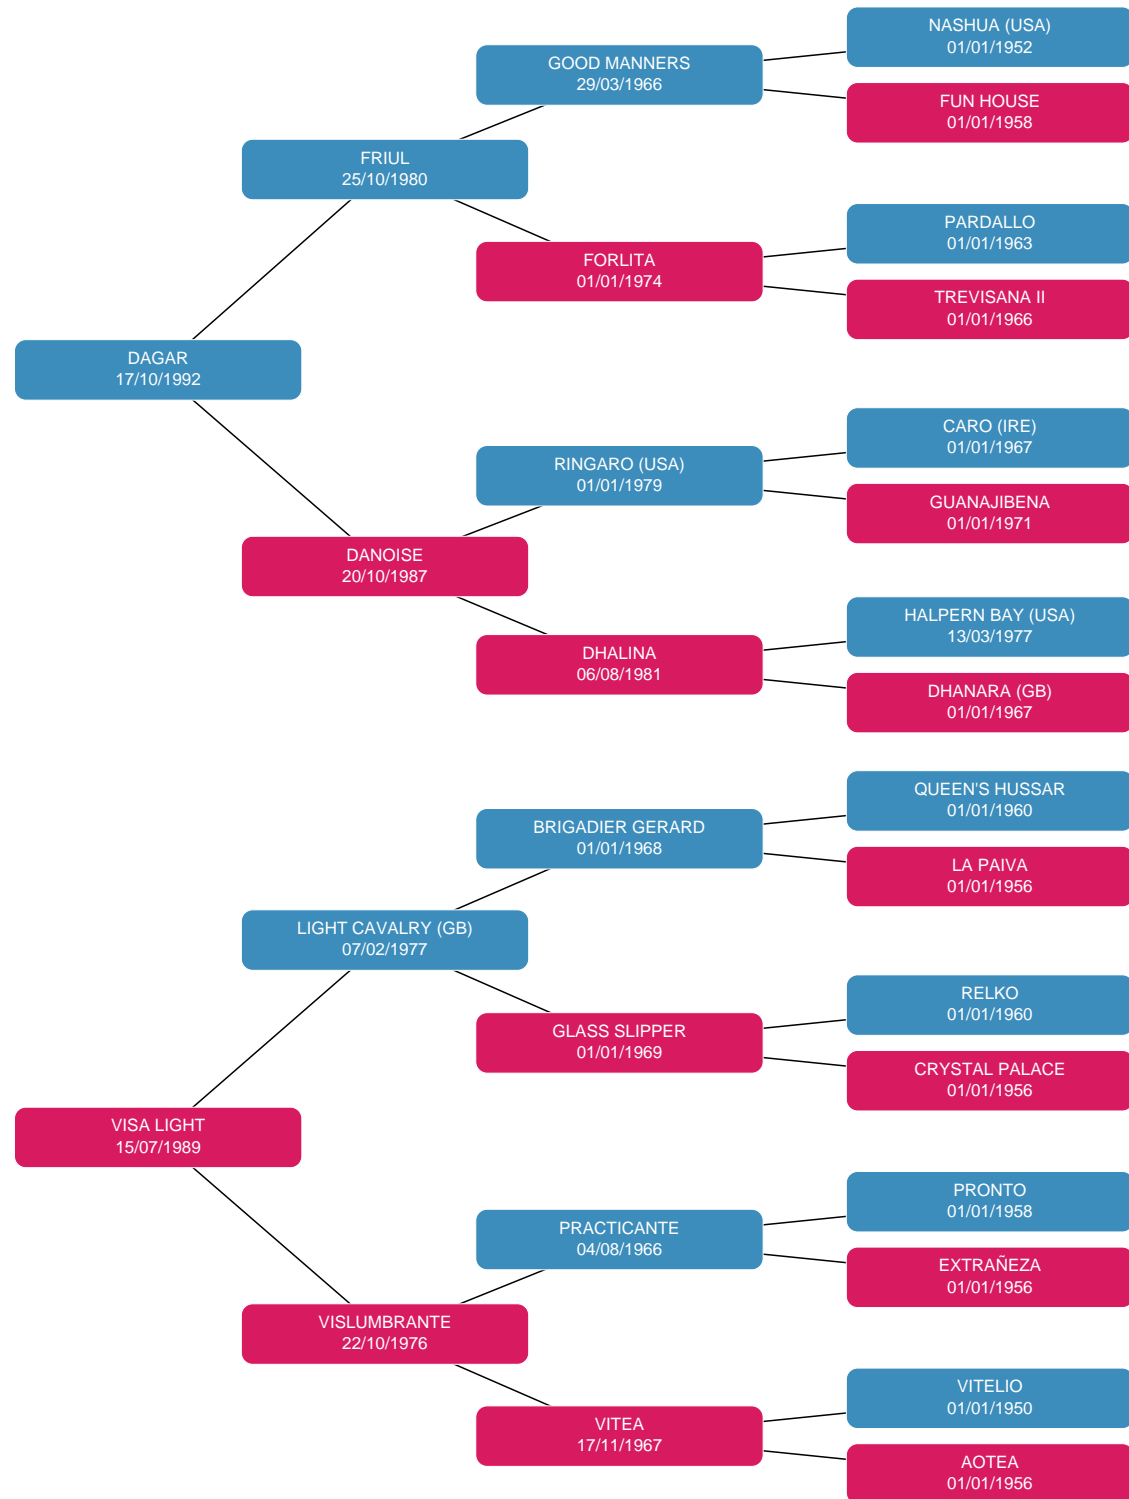 NASHUA (USA)
01/01/1952
GOOD MANNERS
29/03/1966
FUN HOUSE
01/01/1958
FRIUL
25/10/1980
PARDALLO
01/01/1963
FORLITA
01/01/1974
TREVISANA II
01/01/1966
DAGAR
17/10/1992
CARO (IRE)
01/01/1967
RINGARO (USA)
01/01/1979
GUANAJIBENA
01/01/1971
DANOISE
20/10/1987
HALPERN BAY (USA)
13/03/1977
DHALINA
06/08/1981
DHANARA (GB)
01/01/1967
QUEEN'S HUSSAR
01/01/1960
BRIGADIER GERARD
01/01/1968
LA PAIVA
01/01/1956
LIGHT CAVALRY (GB)
07/02/1977
RELKO
01/01/1960
GLASS SLIPPER
01/01/1969
CRYSTAL PALACE
01/01/1956
VISA LIGHT
15/07/1989
PRONTO
01/01/1958
PRACTICANTE
04/08/1966
EXTRAÑEZA
01/01/1956
VISLUMBRANTE
22/10/1976
VITELIO
01/01/1950
VITEA
17/11/1967
AOTEA
01/01/1956